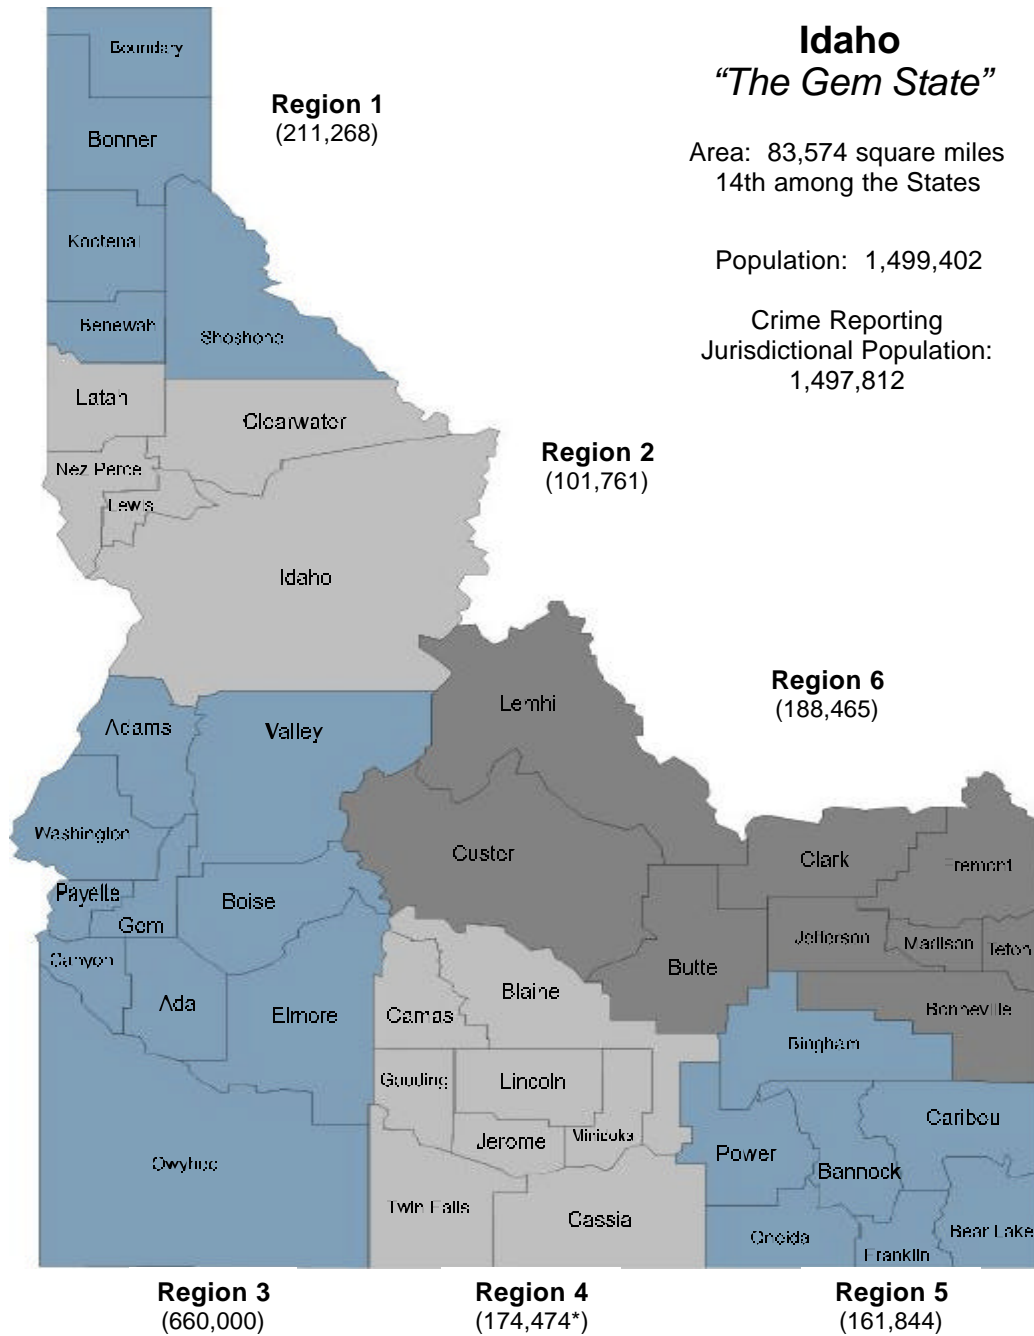 Idaho
“The Gem State”
Area: 83,574 square miles
14th among the States
Population: 1,499,402
Crime Reporting
Jurisdictional Population:
1,497,812
Region 1
(211,268)
Boundary
Bonner
Kootenai
Benewah
Shoshone
Latah
Clearwater
Nez Perce
Lewis
Idaho
Region 2
(101,761)
Region 6
(188,465)
Lemhi
Adams
Valley
Washington
Custer
Clark
Fremont
Payette
Boise
Gem
Jefferson
Madison
Teton
Canyon
Ada
Elmore
Butte
Blaine
Camas
Bonneville
Bingham
Gooding
Lincoln
Jerome
Minidoka
Caribou
Power
Bannock
Owyhee
Twin Falls
Cassia
Oneida
Franklin
Bear Lake
Region 3
(660,000)
Region 4
(174,474*)
Region 5
(161,844)